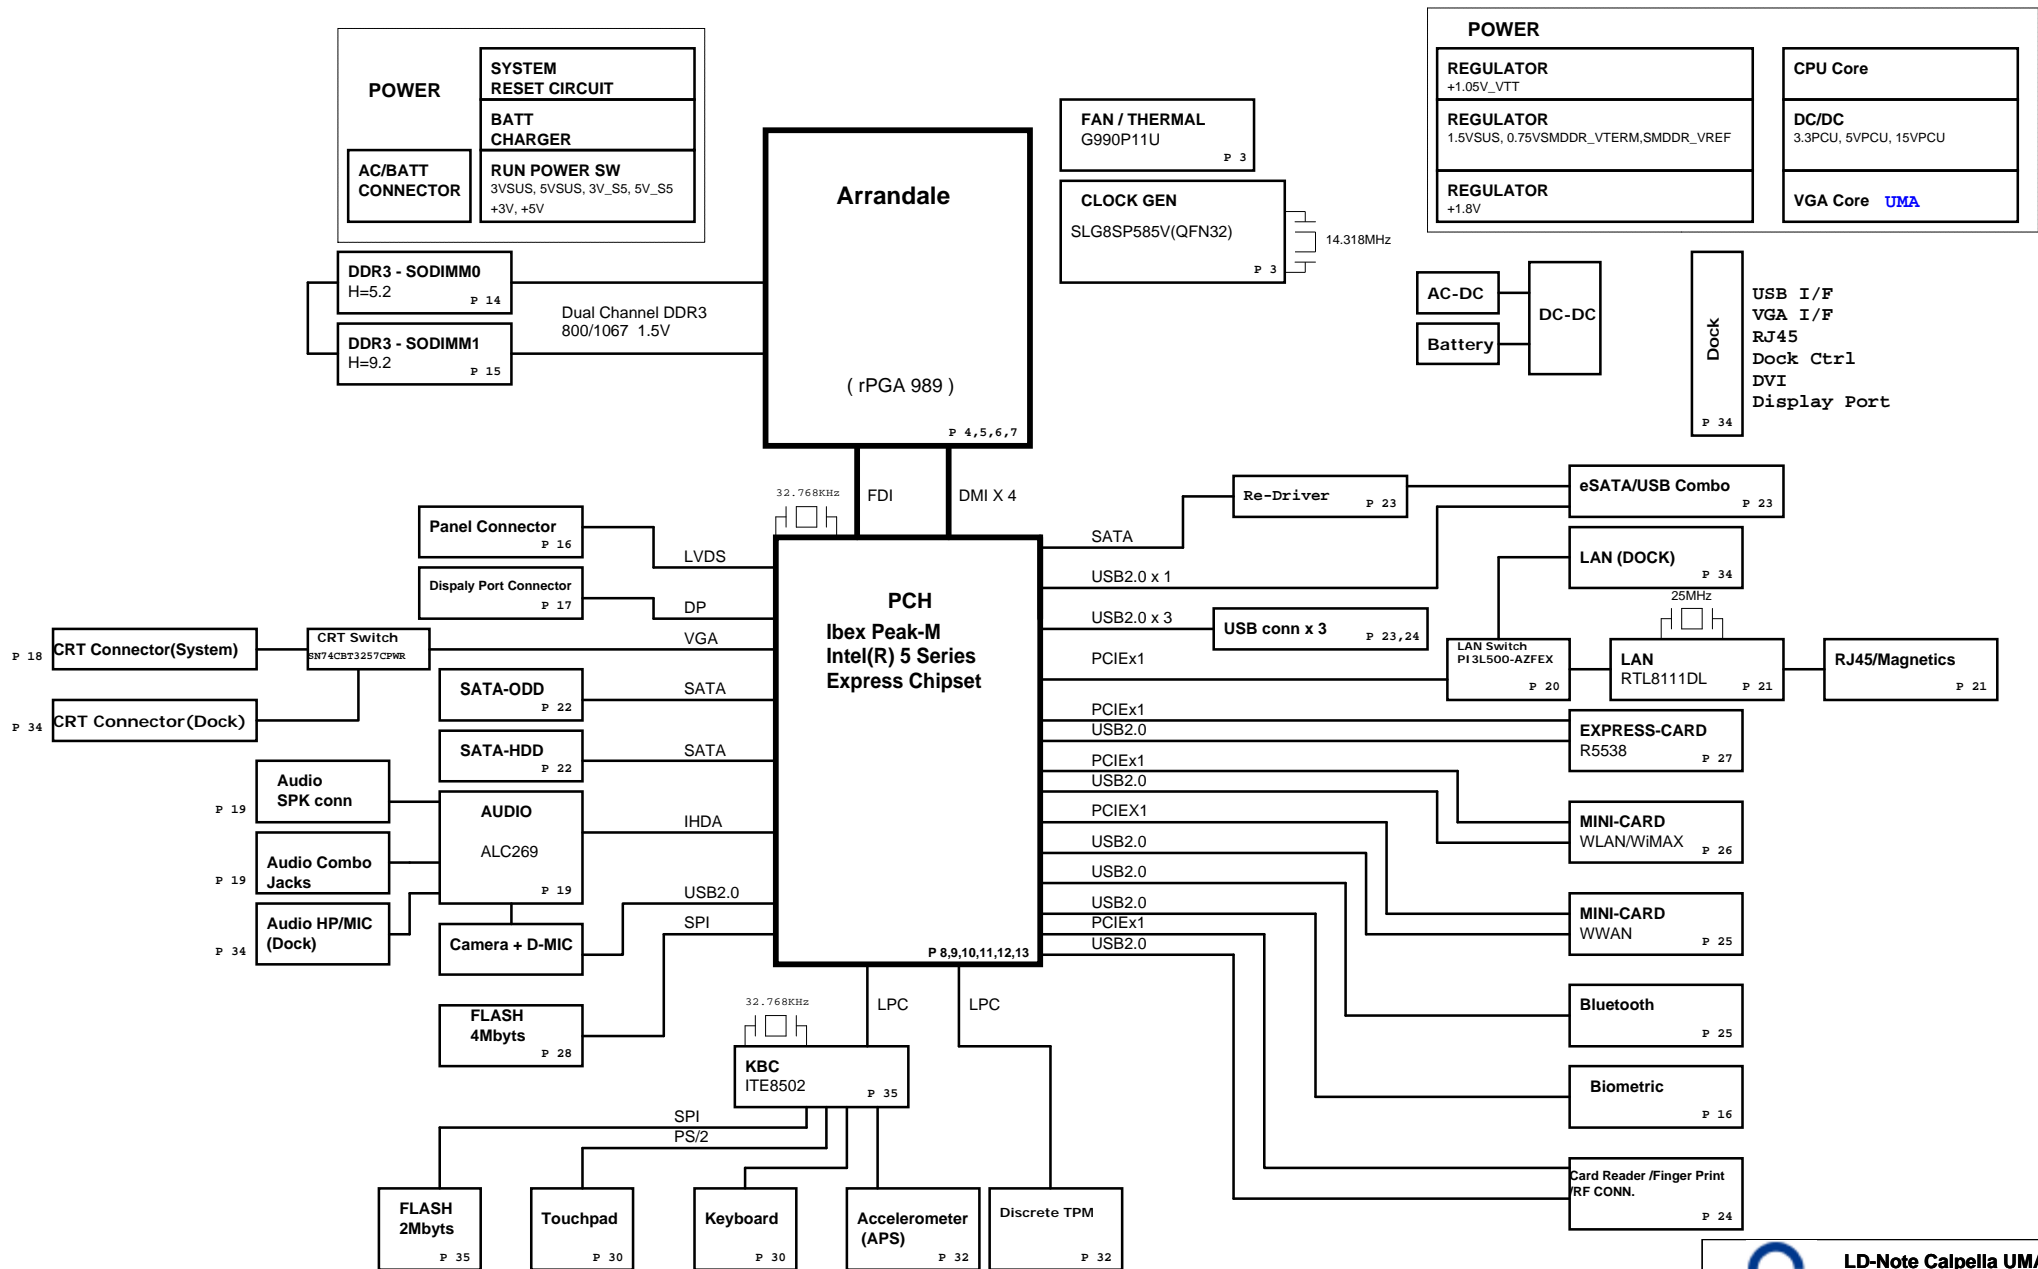 POWER
SYSTEM
RESET CIRCUIT
BATT
CHARGER
AC/BATT
CONNECTOR
RUN POWER SW
3VSUS, 5VSUS, 3V_S5, 5V_S5
+3V, +5V
DDR3 - SODIMM0
H=5.2
P 14
DDR3 - SODIMM1
H=9.2
P 15
Dual Channel DDR3
800/1067 1.5V
Arrandale
( rPGA 989 )
P 4,5,6,7
FAN / THERMAL
G990P11U
P 3
CLOCK GEN
SLG8SP585V(QFN32)
P 3
14.318MHz
POWER
REGULATOR
+1.05V_VTT
REGULATOR
1.5VSUS, 0.75VSMDDR_VTERM,SMDDR_VREF
REGULATOR
+1.8V
CPU Core
DC/DC
3.3PCU, 5VPCU, 15VPCU
VGA Core UMA
AC-DC
Battery
DC-DC
Dock
P 34
USB I/F
VGA I/F
RJ45
Dock Ctrl
DVI
Display Port
32.768KHz
FDI
DMI X 4
Panel Connector
P 16
LVDS
Dispaly Port Connector
P 17
DP
VGA
P 18
CRT Connector(System)
CRT Switch
SN74CBT3257CPWR
P 34
CRT Connector(Dock)
SATA-ODD
P 22
SATA
SATA-HDD
P 22
SATA
Audio
SPK conn
P 19
Audio Combo
Jacks
P 19
Audio HP/MIC
(Dock)
P 34
AUDIO
ALC269
P 19
IHDA
Camera + D-MIC
USB2.0
SPI
FLASH
4Mbyts
P 28
PCH
Ibex Peak-M
Intel(R) 5 Series
Express Chipset
P 8,9,10,11,12,13
SATA
Re-Driver
P 23
eSATA/USB Combo
P 23
USB2.0 x 1
LAN (DOCK)
P 34
USB2.0 x 3
USB conn x 3
P 23,24
PCIEx1
LAN Switch
PI3L500-AZFEX
P 20
25MHz
LAN
RTL8111DL
P 21
RJ45/Magnetics
P 21
PCIEx1
USB2.0
EXPRESS-CARD
R5538
P 27
PCIEx1
USB2.0
MINI-CARD
WLAN/WiMAX
P 26
PCIEX1
USB2.0
MINI-CARD
WWAN
P 25
USB2.0
Bluetooth
P 25
USB2.0
Biometric
P 16
PCIEx1
USB2.0
Card Reader /Finger Print
/RF CONN.
P 24
32.768KHz
LPC
LPC
KBC
ITE8502
P 35
SPI
PS/2
FLASH
2Mbyts
P 35
Touchpad
P 30
Keyboard
P 30
Accelerometer
(APS)
P 32
Discrete TPM
P 32
LD-Note Calpella UMA